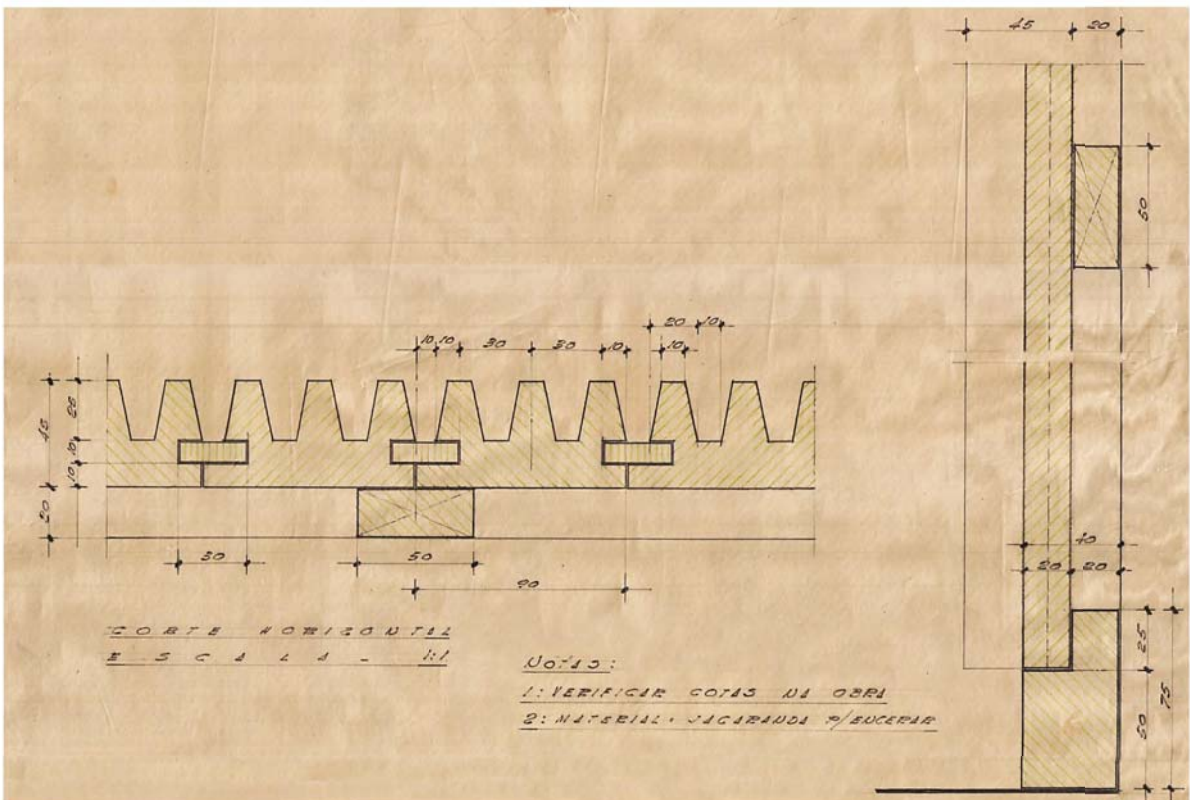 45 20
50
20 10
10 10 30 30 10 10
45 25
10
10
20
30 50
90
40
20 20
25
75
50
CORTE HORIZONTAL
ESCALA - 1:1
NOTAS:
1: VERIFICAR COTAS NA OBRA
2: MATERIAL: JACARANDA P/ENCERAR